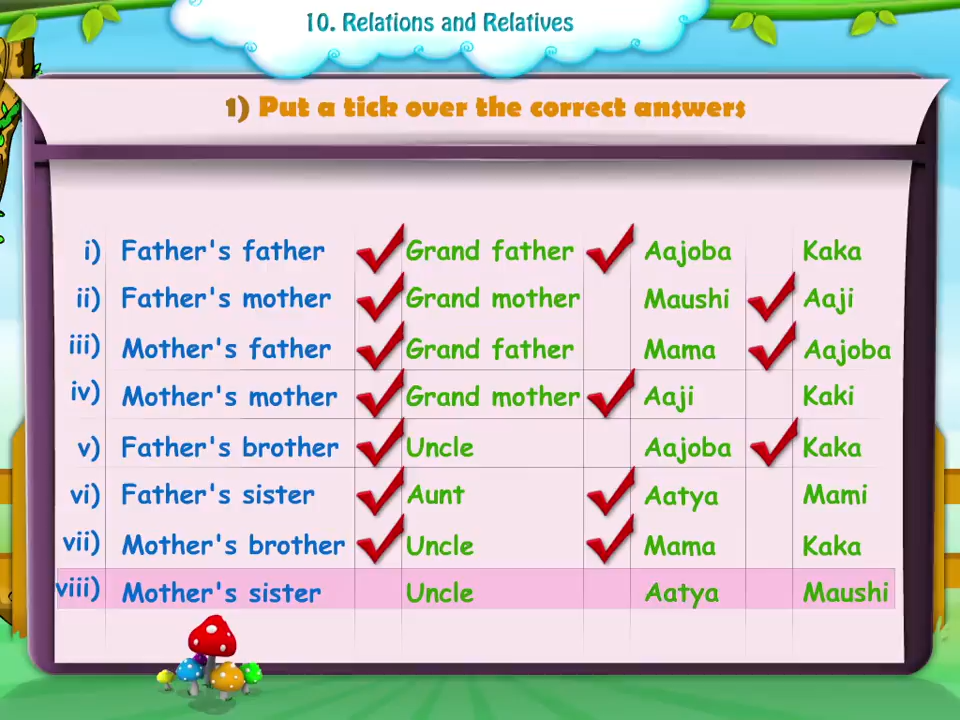 10. Relations and Relatives
1) Put a tick over the correct answers
i) Father's father Grand father Aajoba Kaka
ii) Father's mother Grand mother Maushi Aaji
iii) Mother's father Grand father Mama Aajoba
iv) Mother's mother Grand mother Aaji Kaki
v) Father's brother Uncle Aajoba Kaka
vi) Father's sister Aunt Aatya Mami
vii) Mother's brother Uncle Mama Kaka
viii) Mother's sister Uncle Aatya Maushi